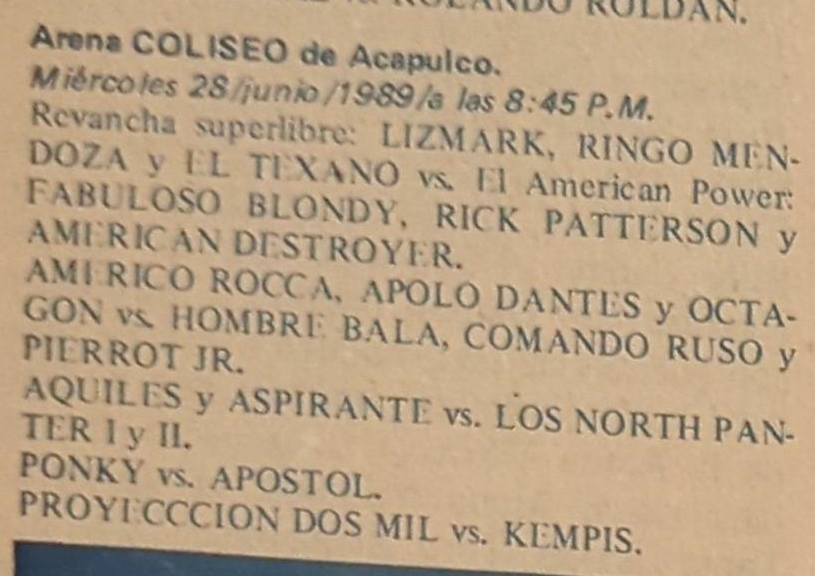 ROLANDO ROLDAN.
Arena COLISEO de Acapulco.
Miércoles 28/junio/1989/a las 8:45 P.M.
Revancha superlibre: LIZMARK, RINGO MEN-
DOZA y EL TEXANO vs. El American Power:
FABULOSO BLONDY, RICK PATTERSON y
AMERICAN DESTROYER.
AMERICO ROCCA, APOLO DANTES y OCTA-
GON vs. HOMBRE BALA, COMANDO RUSO y
PIERROT JR.
AQUILES y ASPIRANTE vs. LOS NORTH PAN-
TER I y II.
PONKY vs. APOSTOL.
PROYECCCION DOS MIL vs. KEMPIS.